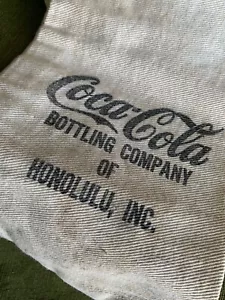 Coca-Cola
BOTTLING COMPANY
OF
HONOLULU, INC.